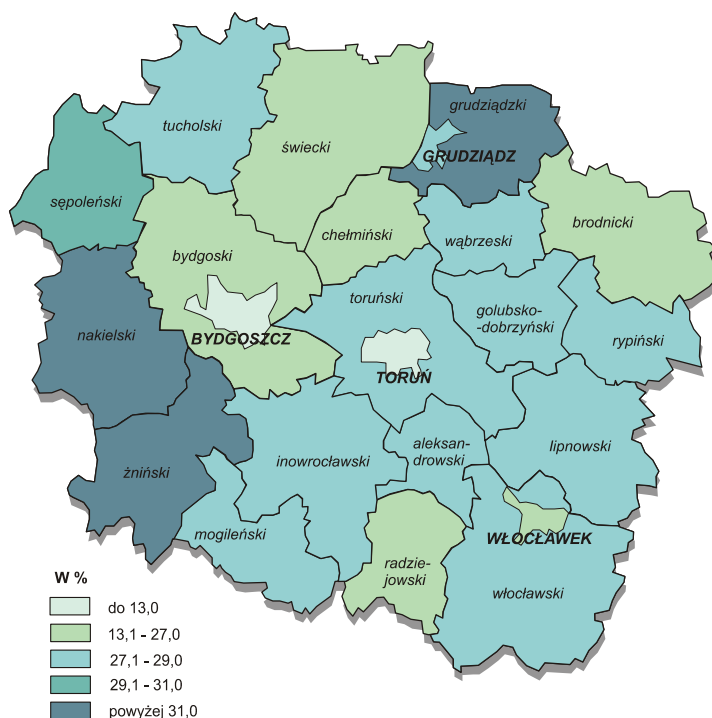 grudziądzki
tucholski
świecki
GRUDZIĄDZ
sępoleński
brodnicki
chełmiński
wąbrzeski
bydgoski
toruński
golubsko-
-dobrzyński
nakielski
BYDGOSZCZ
rypiński
TORUŃ
aleksan-
drowski
lipnowski
inowrocławski
żniński
mogileński
WŁOCŁAWEK
radzie-
jowski
włocławski
W %
do 13,0
13,1 - 27,0
27,1 - 29,0
29,1 - 31,0
powyżej 31,0